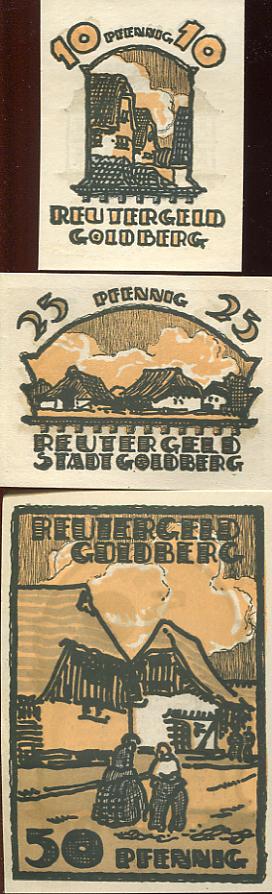 10 PFENNIG 10
REUTERGELD
GOLDBERG
25 PFENNIG 25
REUTERGELD
STADT GOLDBERG
REUTERGELD
GOLDBERG
50 PFENNIG